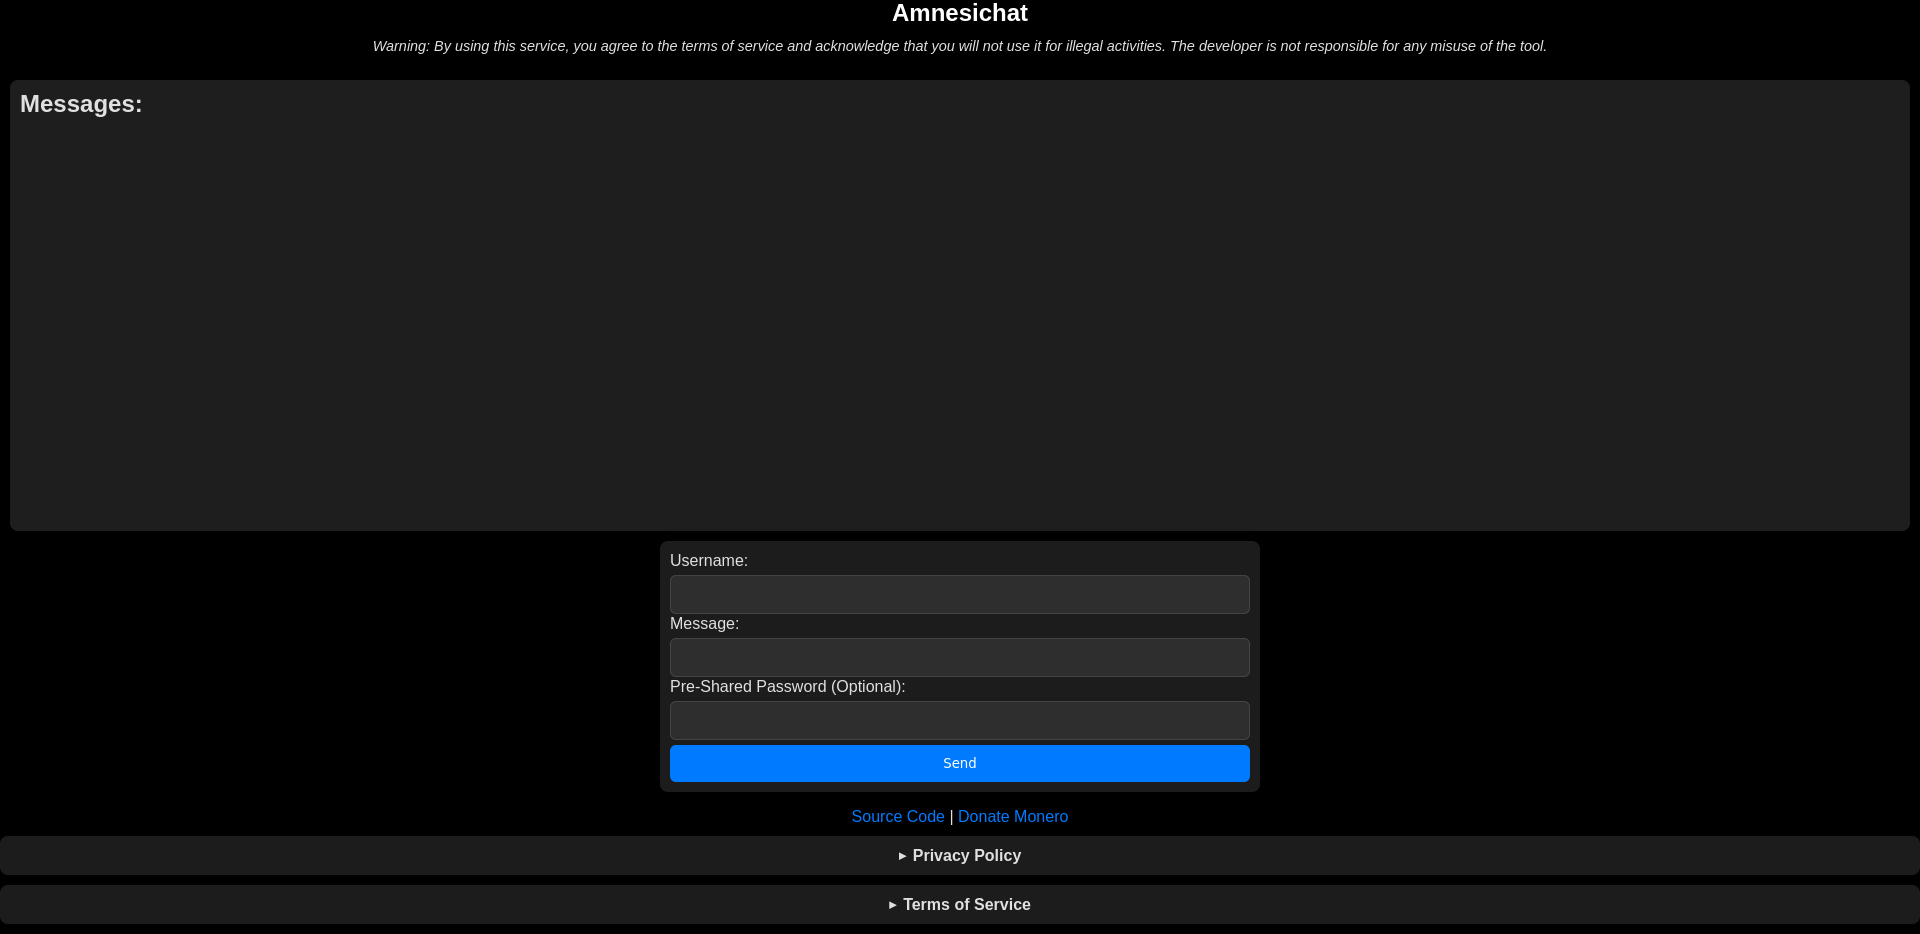 Amnesichat
Warning: By using this service, you agree to the terms of service and acknowledge that you will not use it for illegal activities. The developer is not responsible for any misuse of the tool.
Messages:
Username:
Message:
Pre-Shared Password (Optional):
Send
Source Code | Donate Monero
▸ Privacy Policy
▸ Terms of Service